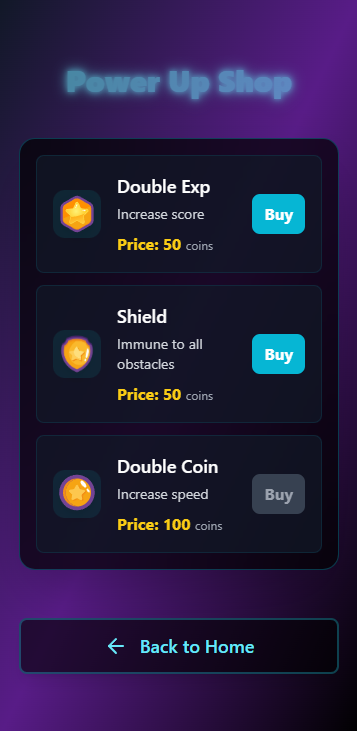 Power Up Shop
Double Exp
Increase score
Price: 50 coins
Buy
Shield
Immune to all
obstacles
Price: 50 coins
Buy
Double Coin
Increase speed
Price: 100 coins
Buy
Back to Home